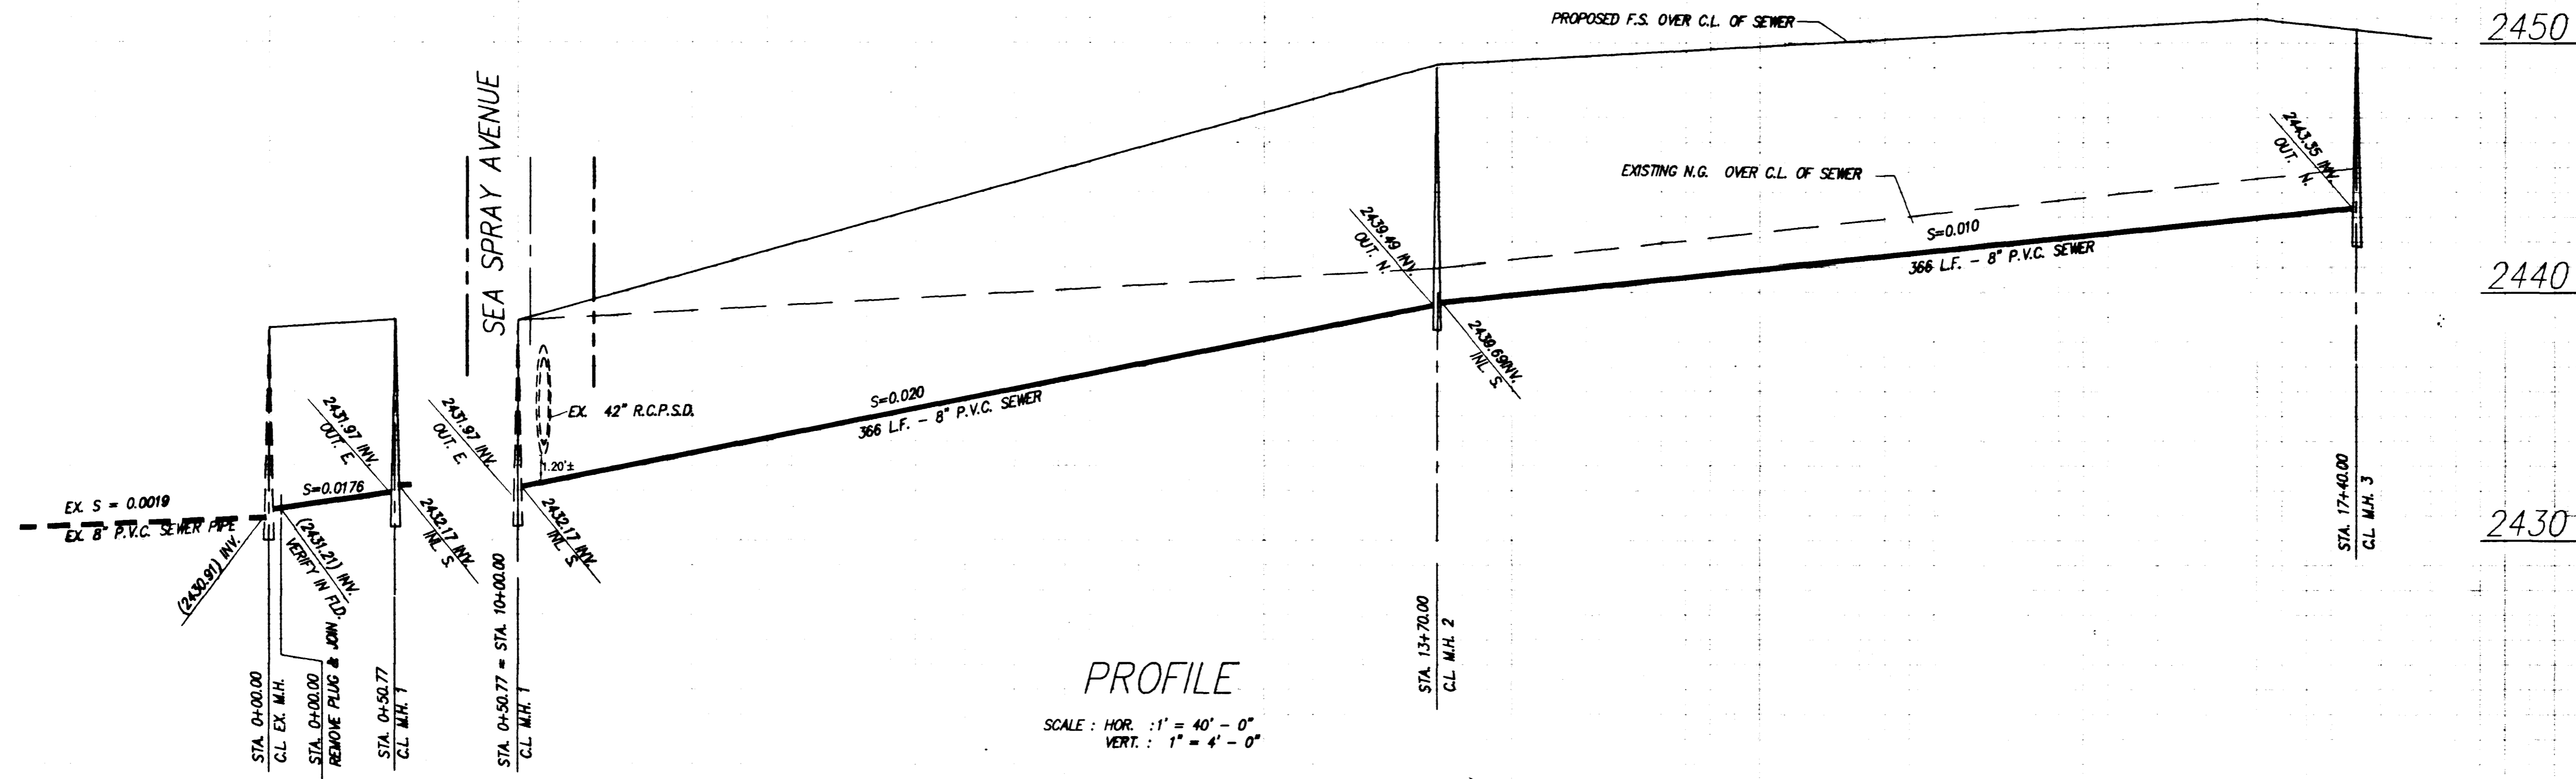 PROPOSED F.S. OVER C.L. OF SEWER
2450
SEA SPRAY AVENUE
2443.35 INV.
OUT. N.
EXISTING N.G. OVER C.L. OF SEWER
2439.49 INV.
OUT. N.
S=0.010
366 L.F. - 8" P.V.C. SEWER
2440
2439.69INV.
INL. S.
S=0.020
366 L.F. - 8" P.V.C. SEWER
EX. 42" R.C.P.S.D.
1.20'±
2431.97 INV.
OUT. E.
2431.97 INV.
OUT. E.
EX. S = 0.0019
EX. 8" P.V.C. SEWER PIPE
S=0.0176
(2430.91) INV.
(2431.21) INV.
VERIFY IN FLD.
2432.17 INV.
INL. S.
2432.17 INV.
INL. S.
2430
STA. 0+00.00
C.L. EX. M.H.
STA. 0+00.00
REMOVE PLUG & JOIN
STA. 0+50.77
C.L. M.H. 1
STA. 0+50.77 = STA. 10+00.00
C.L. M.H. 1
STA. 13+70.00
C.L. M.H. 2
STA. 17+40.00
C.L. M.H. 3
PROFILE
SCALE : HOR. : 1' = 40' - 0"
VERT. : 1" = 4' - 0"